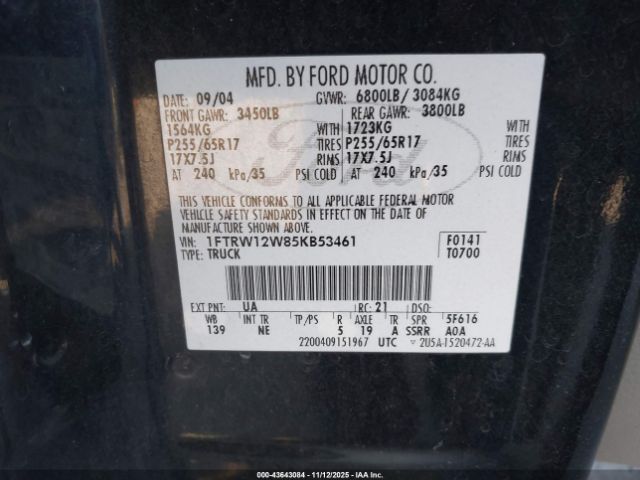 MFD. BY FORD MOTOR CO.
DATE: 09/04 GVWR: 6800LB/ 3084KG
FRONT GAWR: 3450LB REAR GAWR: 3800LB
1564KG WITH 1723KG WITH
P255/65R17 TIRES P255/65R17 TIRES
17X7.5J RIMS 17X7.5J RIMS
AT 240 kPa/35 PSI COLD AT 240 kPa/35 PSI COLD
THIS VEHICLE CONFORMS TO ALL APPLICABLE FEDERAL MOTOR
VEHICLE SAFETY STANDARDS IN EFFECT ON THE DATE OF
MANUFACTURE SHOWN ABOVE.
VIN: 1FTRW12W85KB53461 F0141
TYPE: TRUCK T0700
Ford
EXT PNT: UA RC: 21 DSO:
WB INT TR TP/PS R AXLE TR SPR 5F616
139 NE 5 19 A SSRR AOA
2200409151967 UTC ▽ 2U5A-1520472-AA
00-43643084 - 11/12/2025 - IAA Inc.